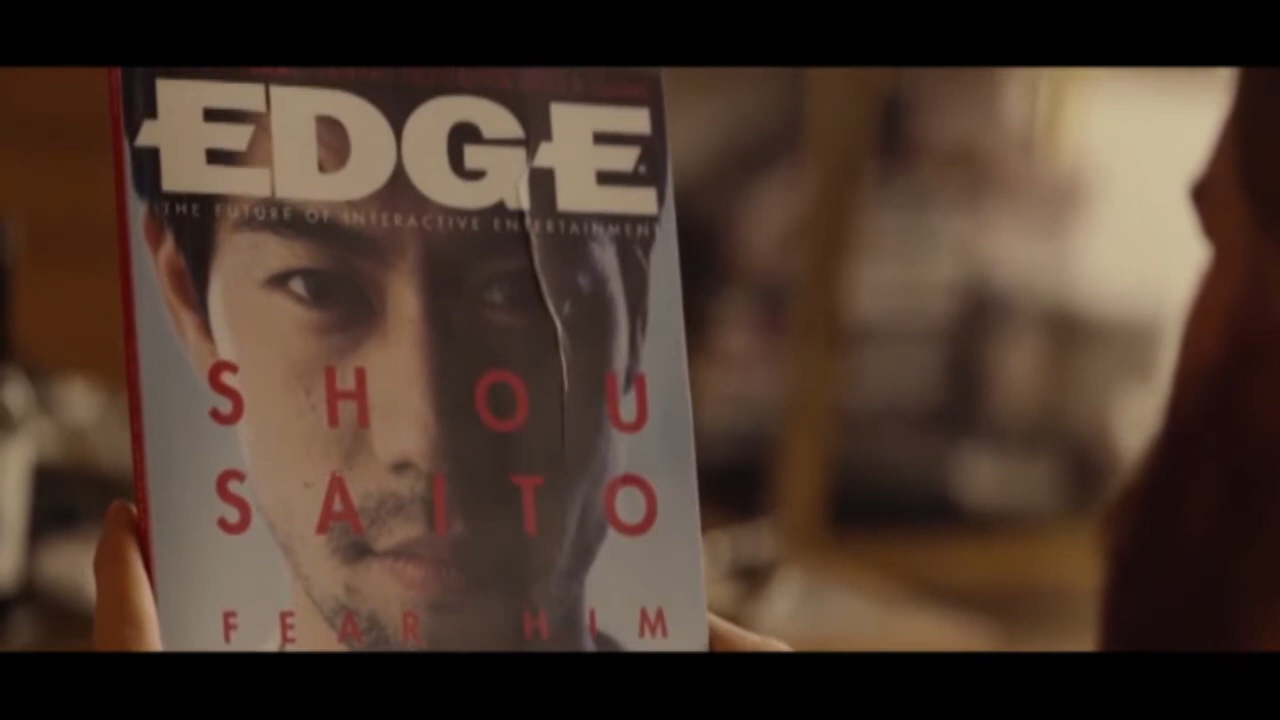 EDGE
THE FUTURE OF INTERACTIVE ENTERTAINMENT
SHOU
SAITO
FEAR HIM